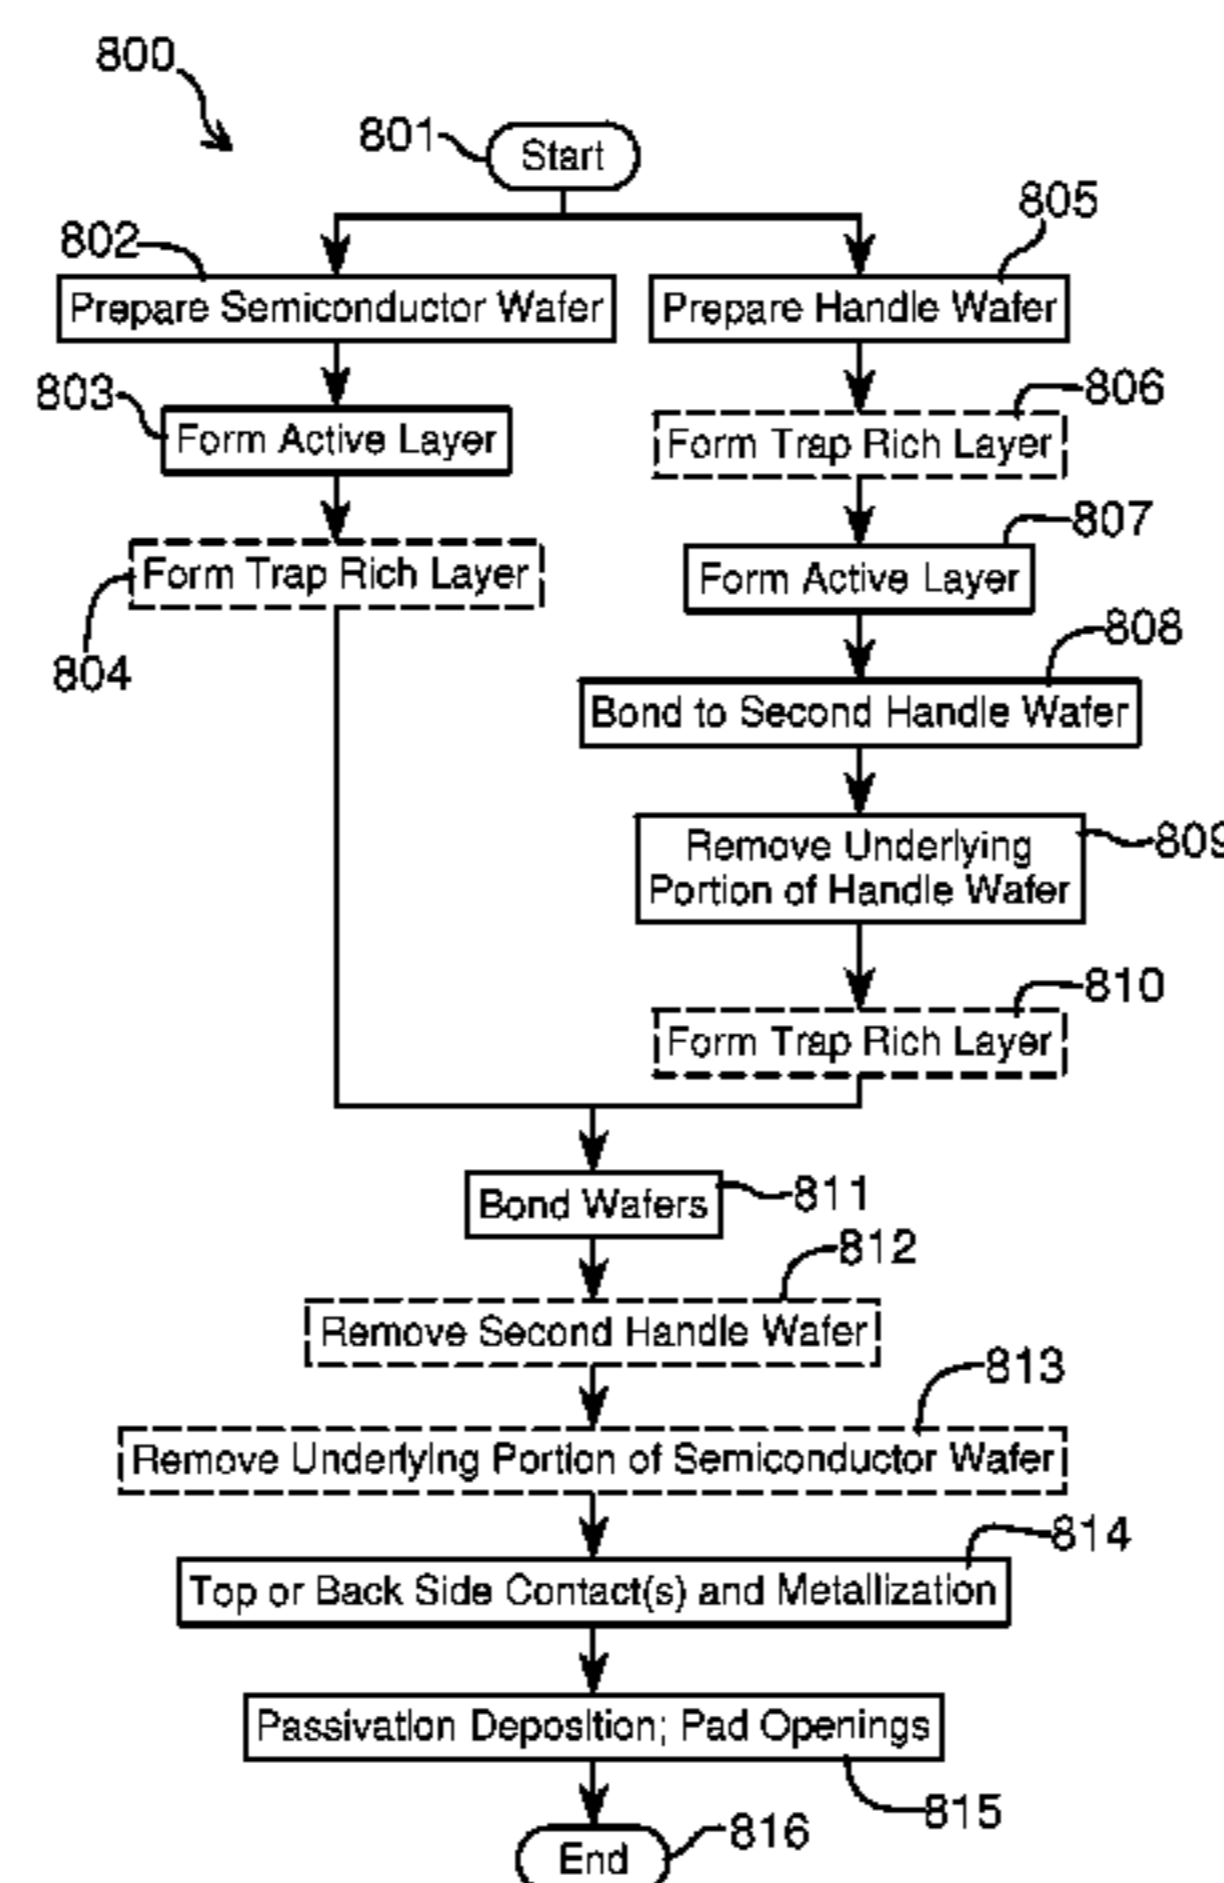 800
801
Start
802
805
Prepare Semiconductor Wafer
Prepare Handle Wafer
803
806
Form Active Layer
Form Trap Rich Layer
807
Form Trap Rich Layer
Form Active Layer
804
808
Bond to Second Handle Wafer
809
Remove Underlying
Portion of Handle Wafer
810
Form Trap Rich Layer
811
Bond Wafers
812
Remove Second Handle Wafer
813
Remove Underlying Portion of Semiconductor Wafer
814
Top or Back Side Contact(s) and Metallization
Passivation Deposition; Pad Openings
815
816
End